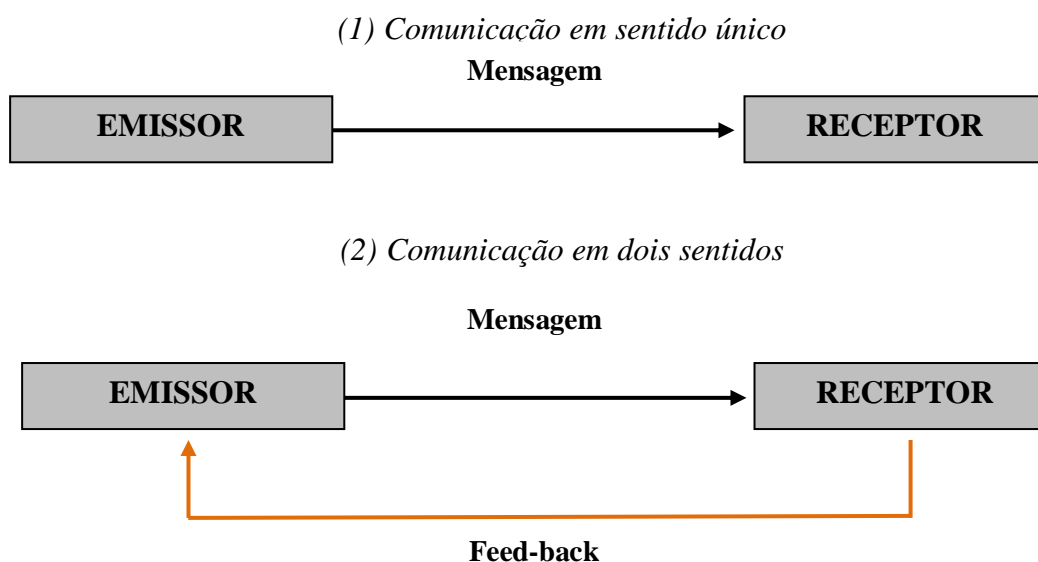 (1) Comunicação em sentido único
Mensagem
EMISSOR
RECEPTOR
(2) Comunicação em dois sentidos
Mensagem
EMISSOR
RECEPTOR
Feed-back